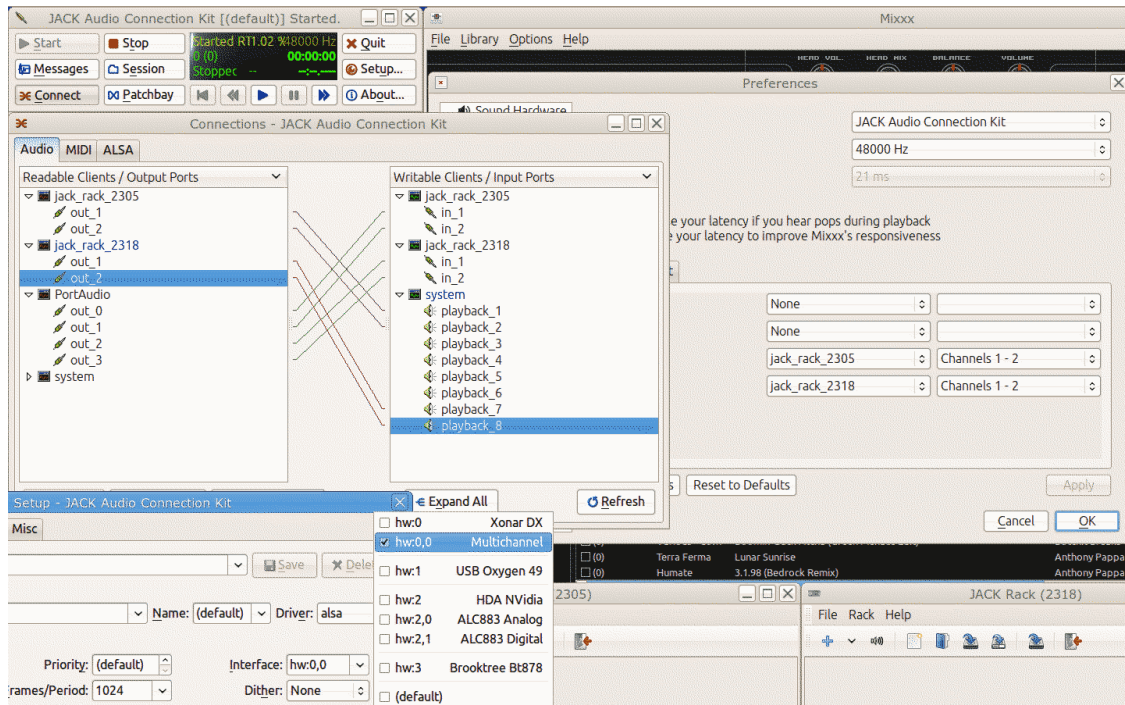 JACK Audio Connection Kit [(default)] Started.
Start
Stop
Started RT1.02 %48000 Hz
0 (0) 00:00:00
Stopped -- --:--.----
Quit
Messages
Session
Setup...
Connect
Patchbay
About...
Mixxx
File Library Options Help
HEAD VOL. HEAD MIX BALANCE VOLUME
Preferences
Sound Hardware
JACK Audio Connection Kit
48000 Hz
21 ms
e your latency if you hear pops during playback
your latency to improve Mixxx's responsiveness
None
None
jack_rack_2305 Channels 1 - 2
jack_rack_2318 Channels 1 - 2
Reset to Defaults
Apply
Cancel
OK
Connections - JACK Audio Connection Kit
Audio MIDI ALSA
Readable Clients / Output Ports
jack_rack_2305
out_1
out_2
jack_rack_2318
out_1
out_2
PortAudio
out_0
out_1
out_2
out_3
system
Writable Clients / Input Ports
jack_rack_2305
in_1
in_2
jack_rack_2318
in_1
in_2
system
playback_1
playback_2
playback_3
playback_4
playback_5
playback_6
playback_7
playback_8
Expand All
Refresh
Setup - JACK Audio Connection Kit
Misc
Save
Dele
Name: (default) Driver: alsa
Priority: (default) Interface: hw:0,0
rames/Period: 1024 Dither: None
hw:0 Xonar DX
hw:0,0 Multichannel
hw:1 USB Oxygen 49
hw:2 HDA NVidia
hw:2,0 ALC883 Analog
hw:2,1 ALC883 Digital
hw:3 Brooktree Bt878
(default)
(0) Terra Ferma Lunar Sunrise Anthony Pappa
(0) Humate 3.1.98 (Bedrock Remix) Anthony Pappa
2305)
JACK Rack (2318)
File Rack Help